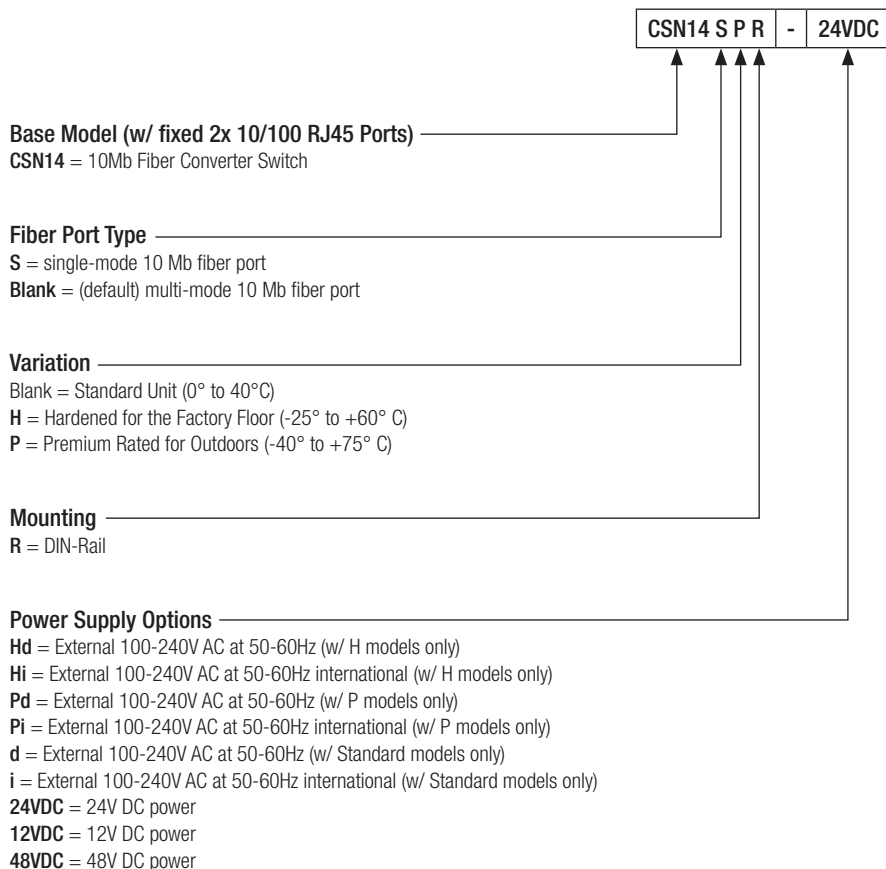 CSN14 S P R - 24VDC
Base Model (w/ fixed 2x 10/100 RJ45 Ports)
CSN14 = 10Mb Fiber Converter Switch
Fiber Port Type
S = single-mode 10 Mb fiber port
Blank = (default) multi-mode 10 Mb fiber port
Variation
Blank = Standard Unit (0° to 40°C)
H = Hardened for the Factory Floor (-25° to +60° C)
P = Premium Rated for Outdoors (-40° to +75° C)
Mounting
R = DIN-Rail
Power Supply Options
Hd = External 100-240V AC at 50-60Hz (w/ H models only)
Hi = External 100-240V AC at 50-60Hz international (w/ H models only)
Pd = External 100-240V AC at 50-60Hz (w/ P models only)
Pi = External 100-240V AC at 50-60Hz international (w/ P models only)
d = External 100-240V AC at 50-60Hz (w/ Standard models only)
i = External 100-240V AC at 50-60Hz international (w/ Standard models only)
24VDC = 24V DC power
12VDC = 12V DC power
48VDC = 48V DC power